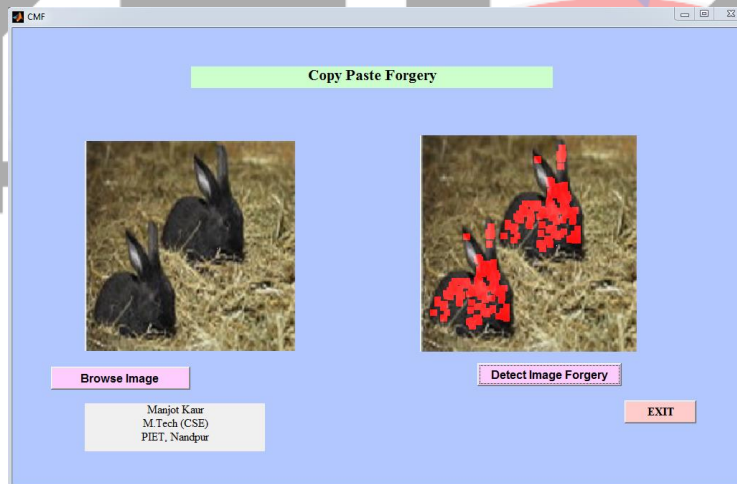 CMF
Copy Paste Forgery
Browse Image
Detect Image Forgery
Manjot Kaur
M.Tech (CSE)
PIET, Nandpur
EXIT